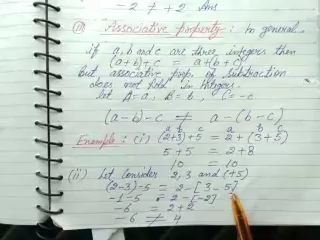 -2 ≠ +2 Ans
(iii) Associative property: In general
if a, b and c are three integers then
(a+b)+c = a+(b+c)
But associative prop. of subtraction
does not hold in integers.
let A=a, B=b, C=-c
(a-b)-c ≠ a-(b-c)
a b c a b c
Example: (i) (2+3)+5 = 2+(3+5)
5+5 = 2+8
10 = 10
(ii) Let consider 2, 3 and (+5)
(2-3)-5 = 2-[3-5]
-1-5 = 2-[-2]
-6 = 2+2
-6 ≠ 4